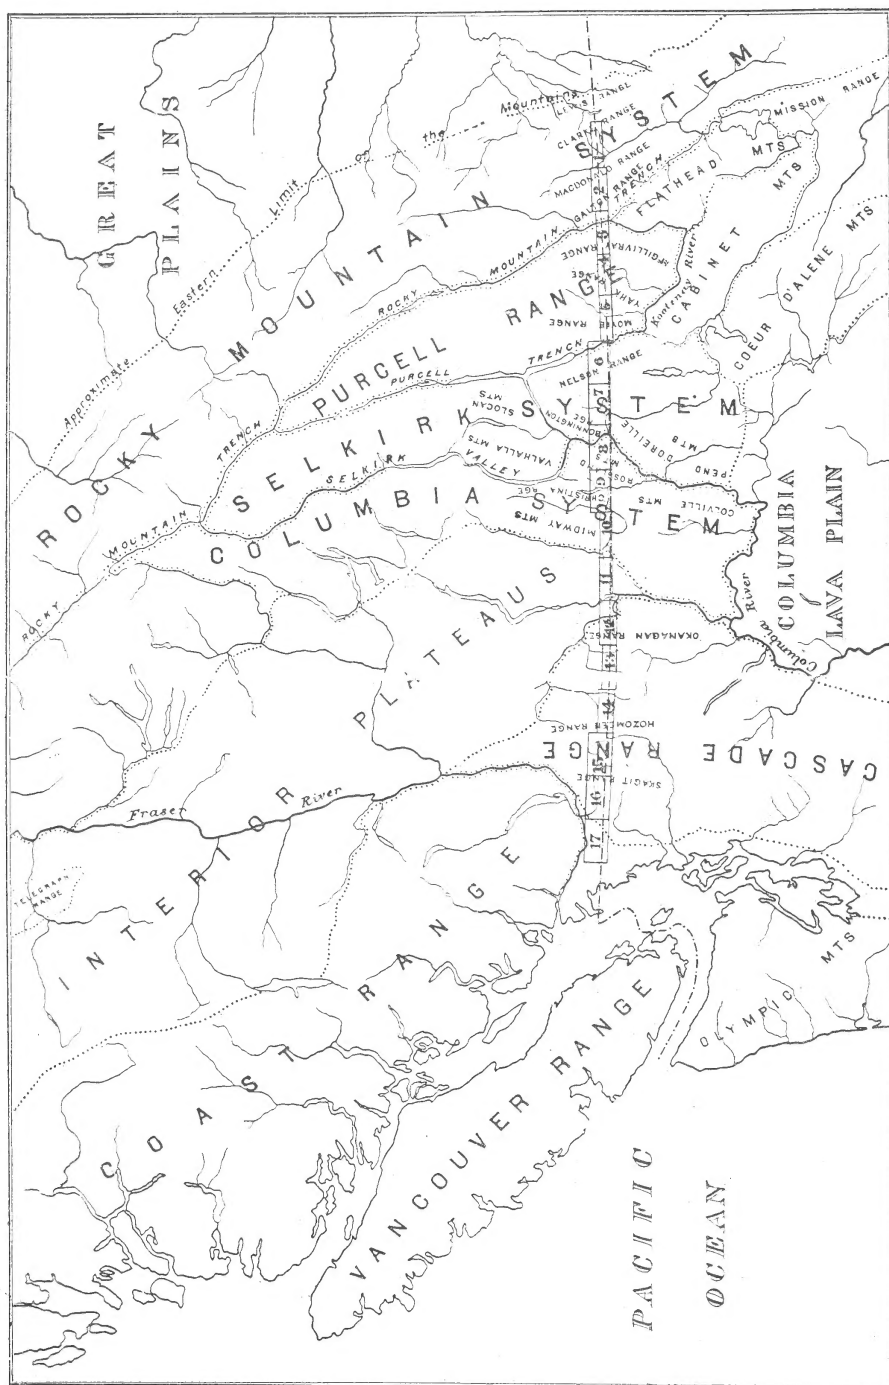 GREAT
PLAINS
Approximate Eastern Limit of the Mountains
ROCKY MOUNTAIN SYSTEM
LEWIS RANGE
CLARKE RANGE
MACDONALD RANGE
GALTON RANGE
ROCKY MOUNTAIN TRENCH
ROCKY MOUNTAIN TRENCH
MISSION RANGE
FLATHEAD MTS
PURCELL RANGE
McGILLIVRAY RANGE
YAHK RANGE
MOYIE RANGE
Kootenay River
CABINET MTS
COEUR D'ALENE MTS
PURCELL TRENCH
SELKIRK SYSTEM
NELSON RANGE
SLOCAN MTS
BONNINGTON RGE
VALHALLA MTS
PEND D'OREILLE MTS
SELKIRK VALLEY
COLUMBIA SYSTEM
ROSSLAND MTS
CHRISTINA RGE
COLVILLE MTS
MIDWAY MTS
COLUMBIA
LAVA PLAIN
Columbia River
INTERIOR PLATEAUS
OKANAGAN RANGE
HOZOMEEN RANGE
SKAGIT RANGE
CASCADE RANGE
Fraser River
TELEGRAPH RANGE
COAST RANGE
VANCOUVER RANGE
OLYMPIC MTS
PACIFIC
OCEAN
17 16 15 14 13 12 11 10 9 8 7 6 5 4 3 2 1